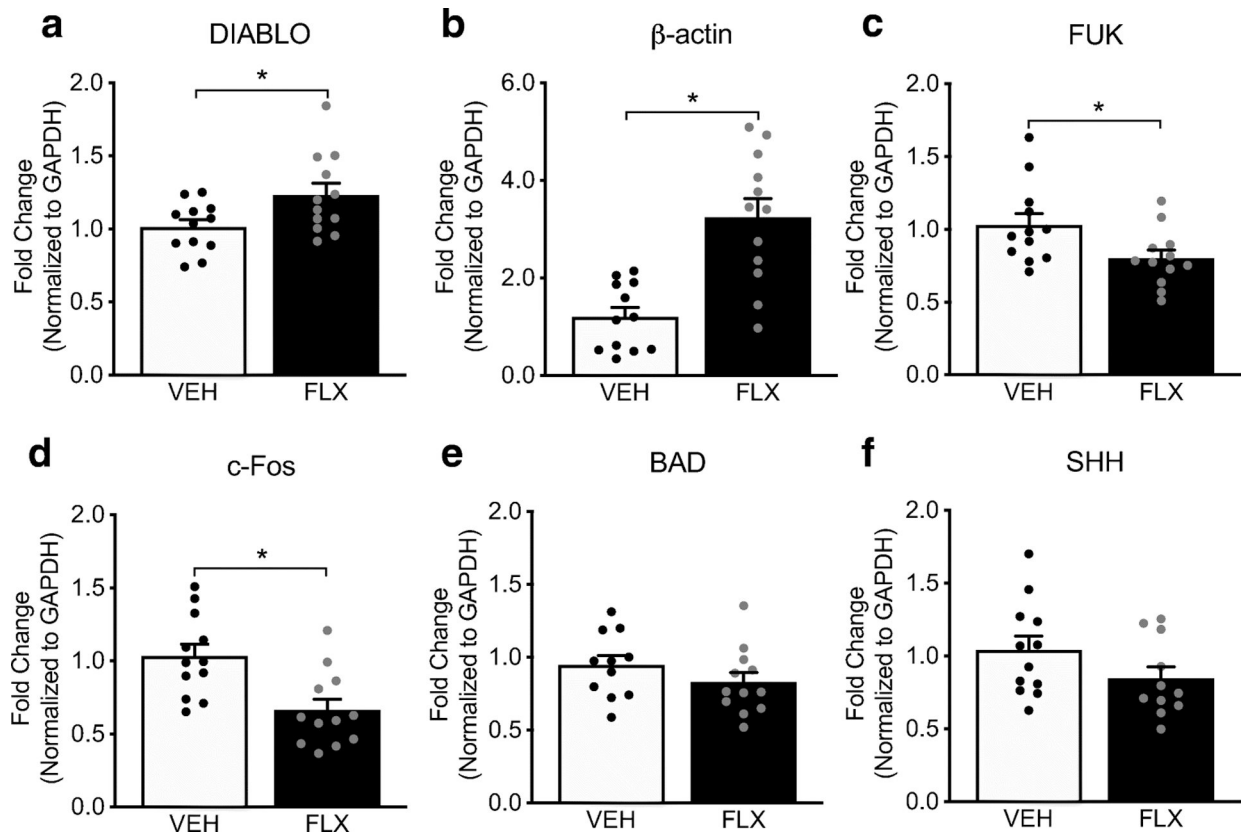 a
DIABLO
Fold Change
(Normalized to GAPDH)
2.0
1.5
1.0
0.5
0.0
*
VEH
FLX
b
β-actin
Fold Change
(Normalized to GAPDH)
6.0
4.0
2.0
0.0
*
VEH
FLX
c
FUK
Fold Change
(Normalized to GAPDH)
2.0
1.5
1.0
0.5
0.0
*
VEH
FLX
d
c-Fos
Fold Change
(Normalized to GAPDH)
2.0
1.5
1.0
0.5
0.0
*
VEH
FLX
e
BAD
Fold Change
(Normalized to GAPDH)
2.0
1.5
1.0
0.5
0.0
VEH
FLX
f
SHH
Fold Change
(Normalized to GAPDH)
2.0
1.5
1.0
0.5
0.0
VEH
FLX